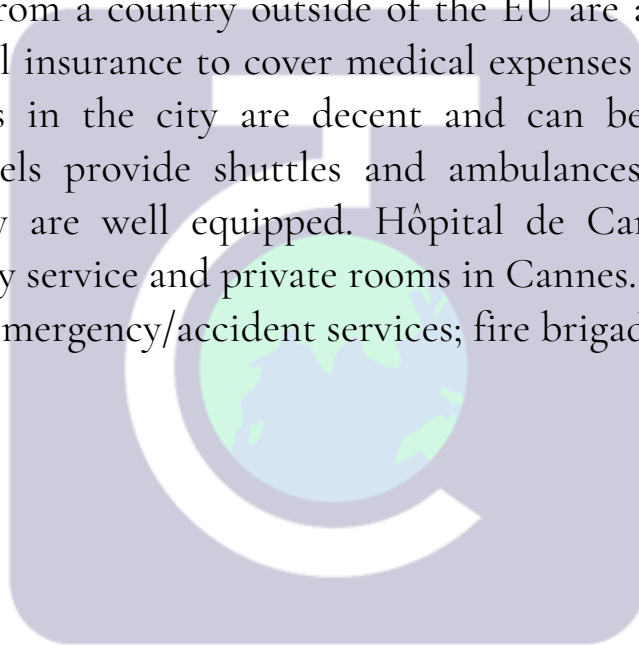 rom a country outside of the EU are
l insurance to cover medical expenses
s in the city are decent and can be
els provide shuttles and ambulances
are well equipped. Hôpital de Can
y service and private rooms in Cannes.
mergency/accident services; fire brigad